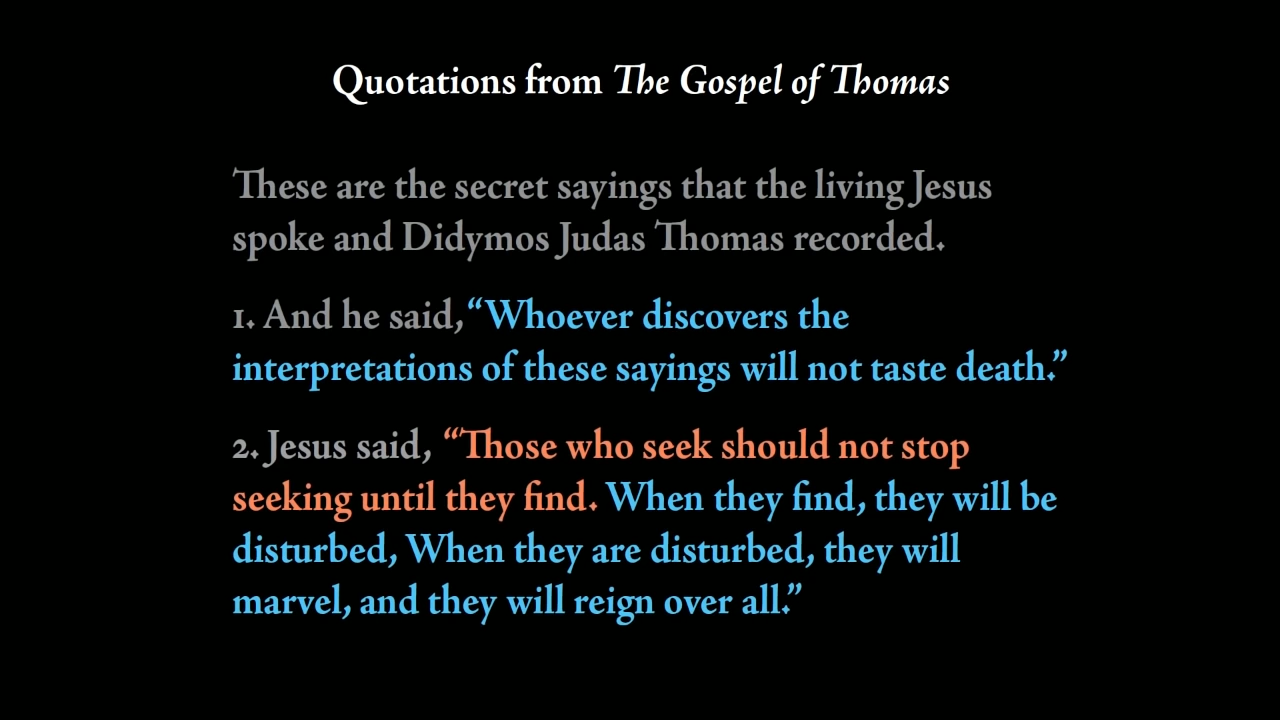 Quotations from The Gospel of Thomas
These are the secret sayings that the living Jesus
spoke and Didymos Judas Thomas recorded.
1. And he said, “Whoever discovers the
interpretations of these sayings will not taste death.”
2. Jesus said, “Those who seek should not stop
seeking until they find. When they find, they will be
disturbed, When they are disturbed, they will
marvel, and they will reign over all.”